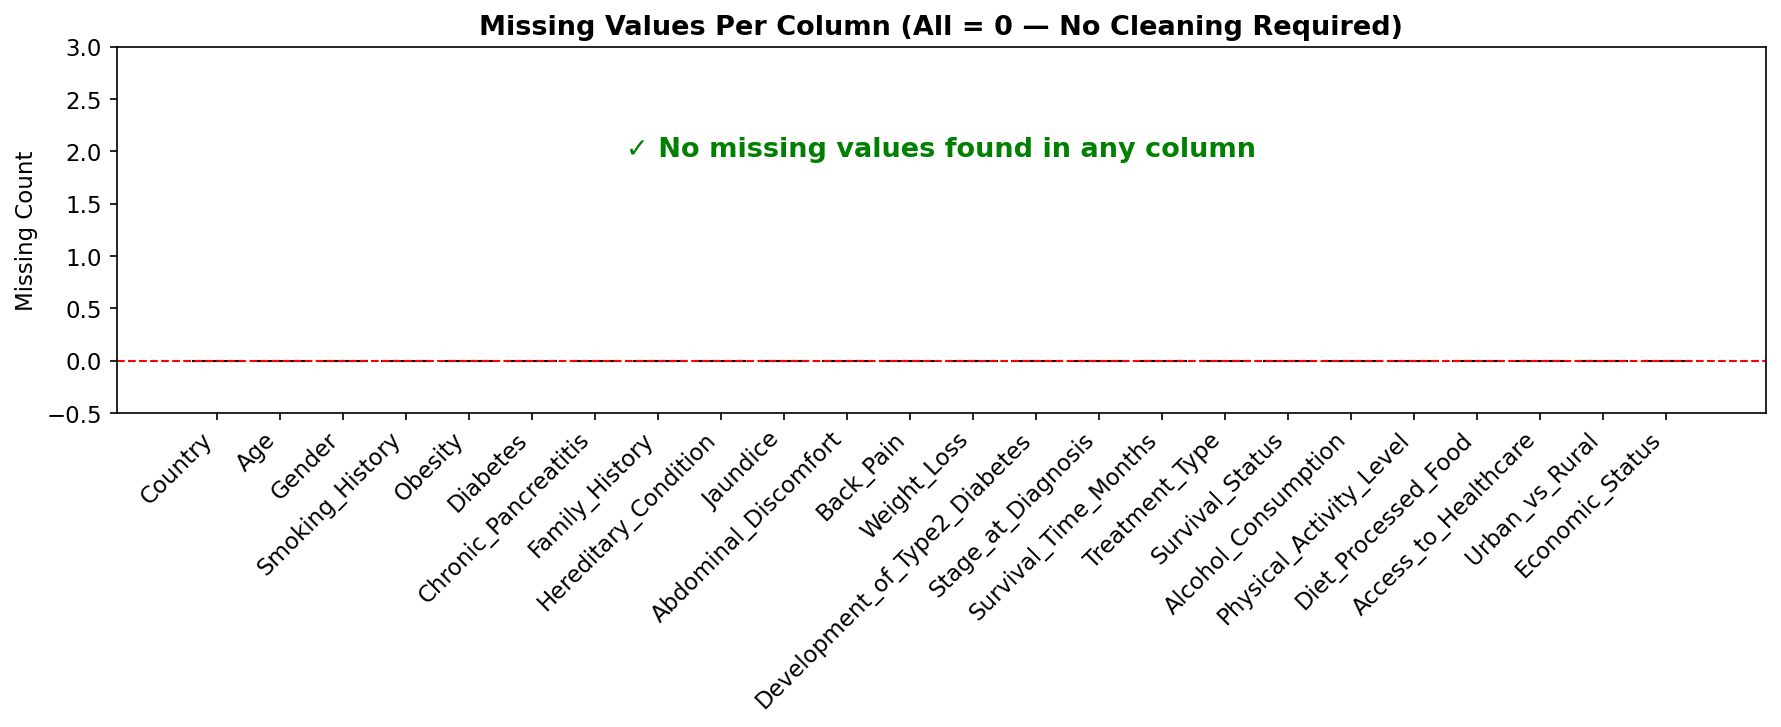 Missing Values Per Column (All = 0 — No Cleaning Required)
3.0
2.5
2.0
1.5
1.0
0.5
0.0
−0.5
Missing Count
✓ No missing values found in any column
Country
Age
Gender
Smoking_History
Obesity
Diabetes
Chronic_Pancreatitis
Family_History
Hereditary_Condition
Jaundice
Abdominal_Discomfort
Back_Pain
Weight_Loss
Development_of_Type2_Diabetes
Stage_at_Diagnosis
Survival_Time_Months
Treatment_Type
Survival_Status
Alcohol_Consumption
Physical_Activity_Level
Diet_Processed_Food
Access_to_Healthcare
Urban_vs_Rural
Economic_Status